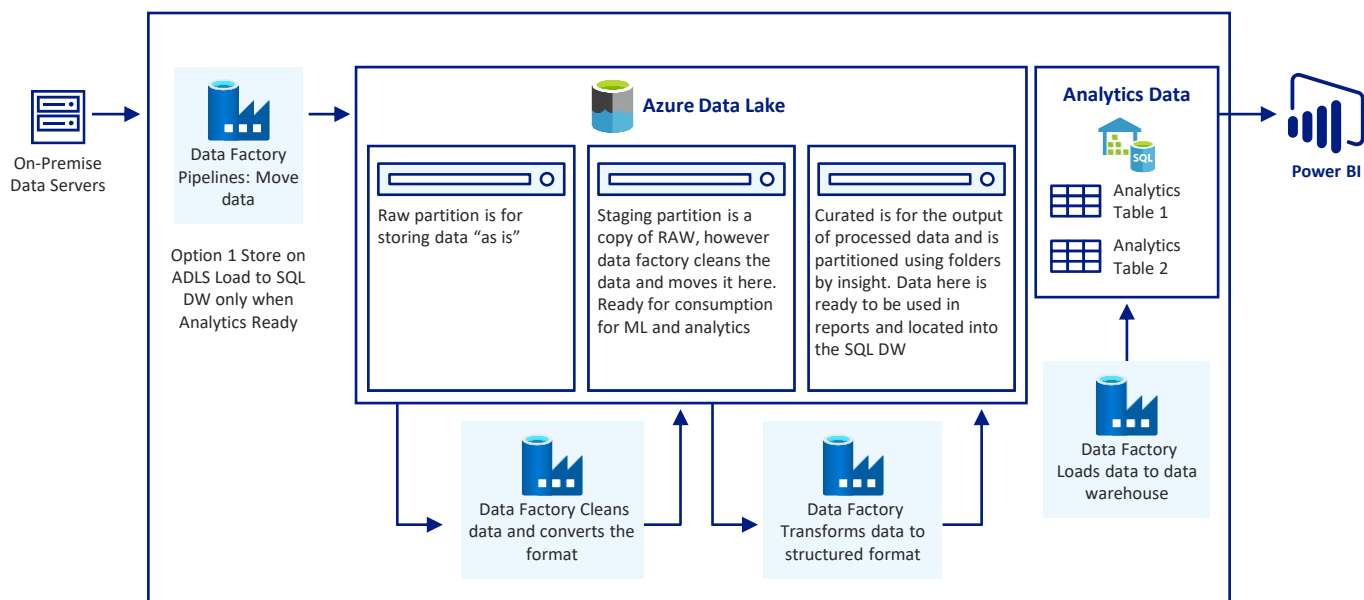 On-Premise
Data Servers
Data Factory
Pipelines: Move
data
Option 1 Store on
ADLS Load to SQL
DW only when
Analytics Ready
Azure Data Lake
Raw partition is for
storing data “as is”
Staging partition is a
copy of RAW, however
data factory cleans the
data and moves it here.
Ready for consumption
for ML and analytics
Curated is for the output
of processed data and is
partitioned using folders
by insight. Data here is
ready to be used in
reports and located into
the SQL DW
Data Factory Cleans
data and converts the
format
Data Factory
Transforms data to
structured format
Analytics Data
SQL
Analytics
Table 1
Analytics
Table 2
Data Factory
Loads data to data
warehouse
Power BI